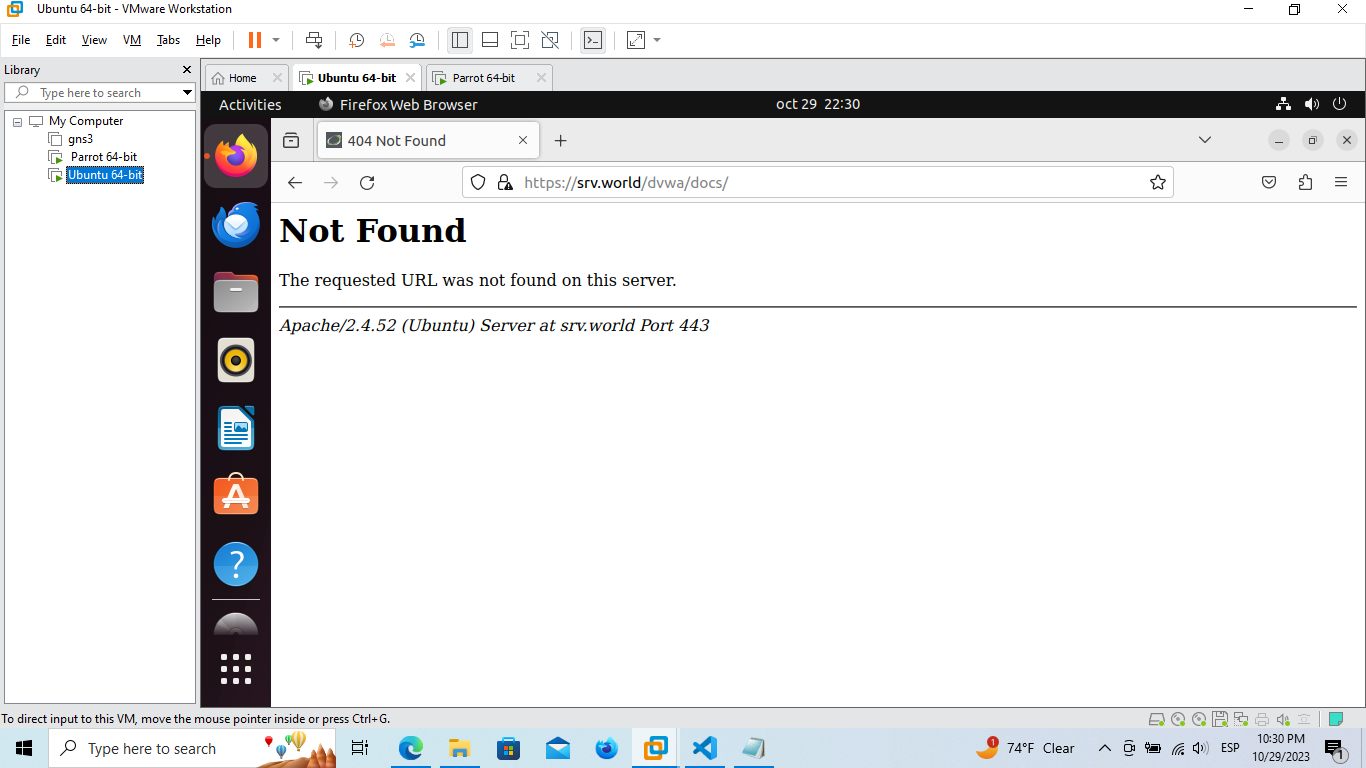 Ubuntu 64-bit - VMware Workstation
File Edit View VM Tabs Help
Library
Type here to search
My Computer
gns3
Parrot 64-bit
Ubuntu 64-bit
Home
Ubuntu 64-bit
Parrot 64-bit
Activities
Firefox Web Browser
oct 29 22:30
404 Not Found
https://srv.world/dvwa/docs/
Not Found
The requested URL was not found on this server.
Apache/2.4.52 (Ubuntu) Server at srv.world Port 443
To direct input to this VM, move the mouse pointer inside or press Ctrl+G.
Type here to search
1
74°F Clear
ESP
10:30 PM
10/29/2023
1